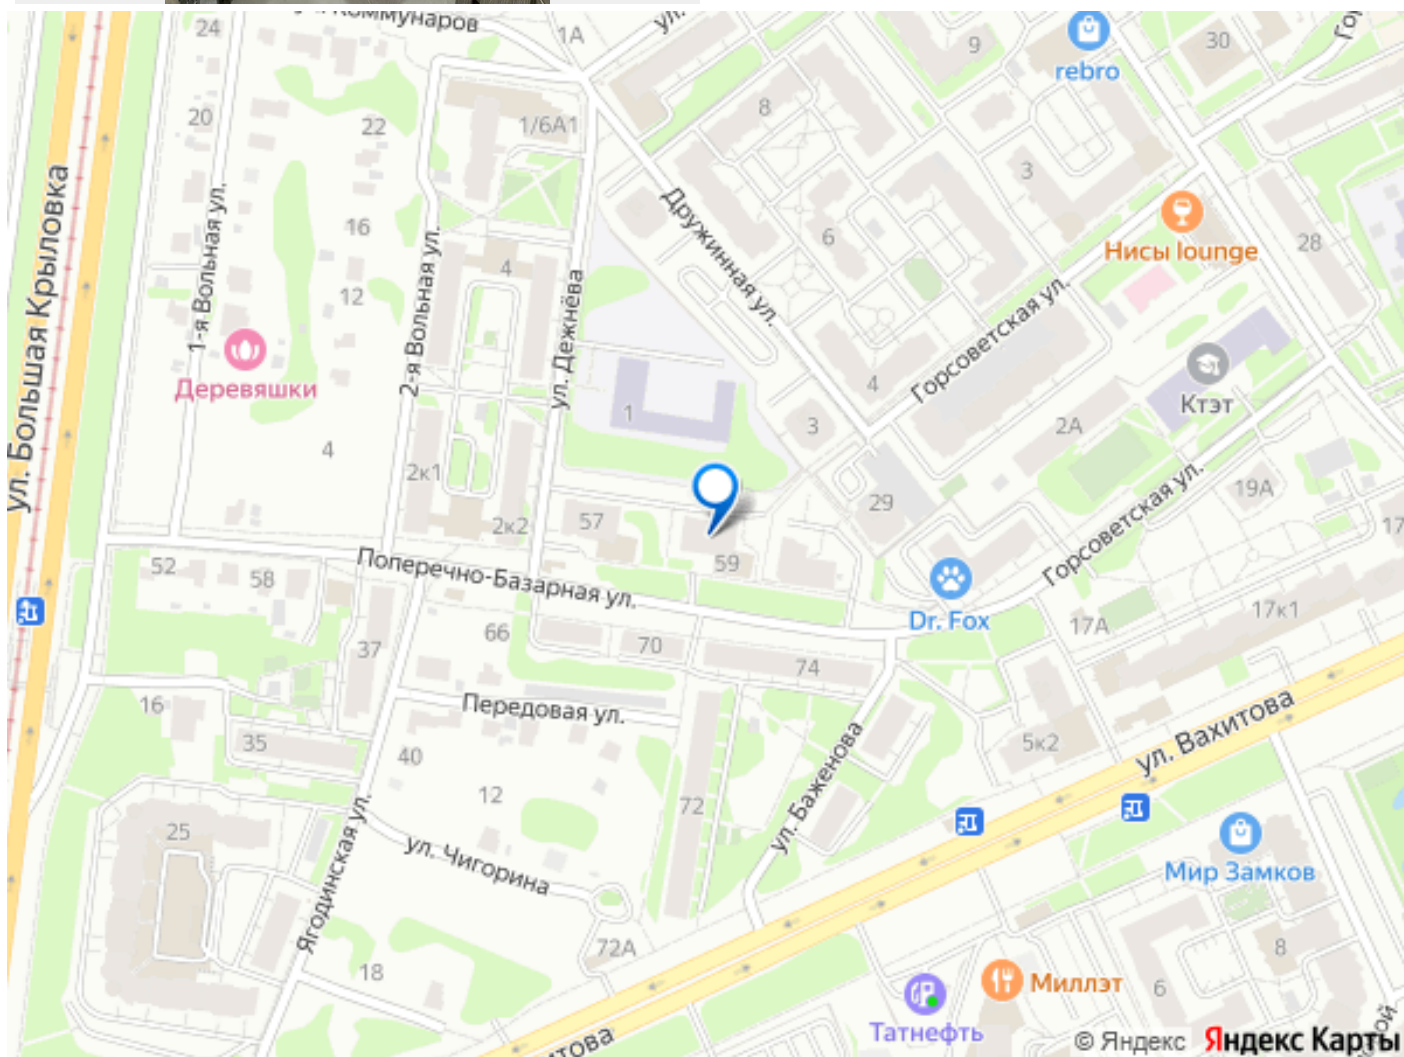 Коммунаров
ул.
24
1А
9
30
rebro
20
22
1/6А1
8
3
ул. Большая Крыловка
1-я Вольная ул.
16
2-я Вольная ул.
Дружинная ул.
6
Нисы lounge
28
4
12
ул. Дежнёва
Горсоветская ул.
Деревяшки
1
4
Ктэт
3
2А
4
2к1
19А
29
57
2к2
17
52
58
Поперечно-Базарная ул.
59
Горсоветская ул.
Dr. Fox
17А
17к1
66
70
74
37
16
Передовая ул.
35
40
5к2
ул. Вахитова
12
72
ул. Баженова
25
ул. Чигорина
Мир Замков
Ягодинская ул.
72А
8
18
Миллэт
6
Татнефть
© Яндекс Яндекс Карты